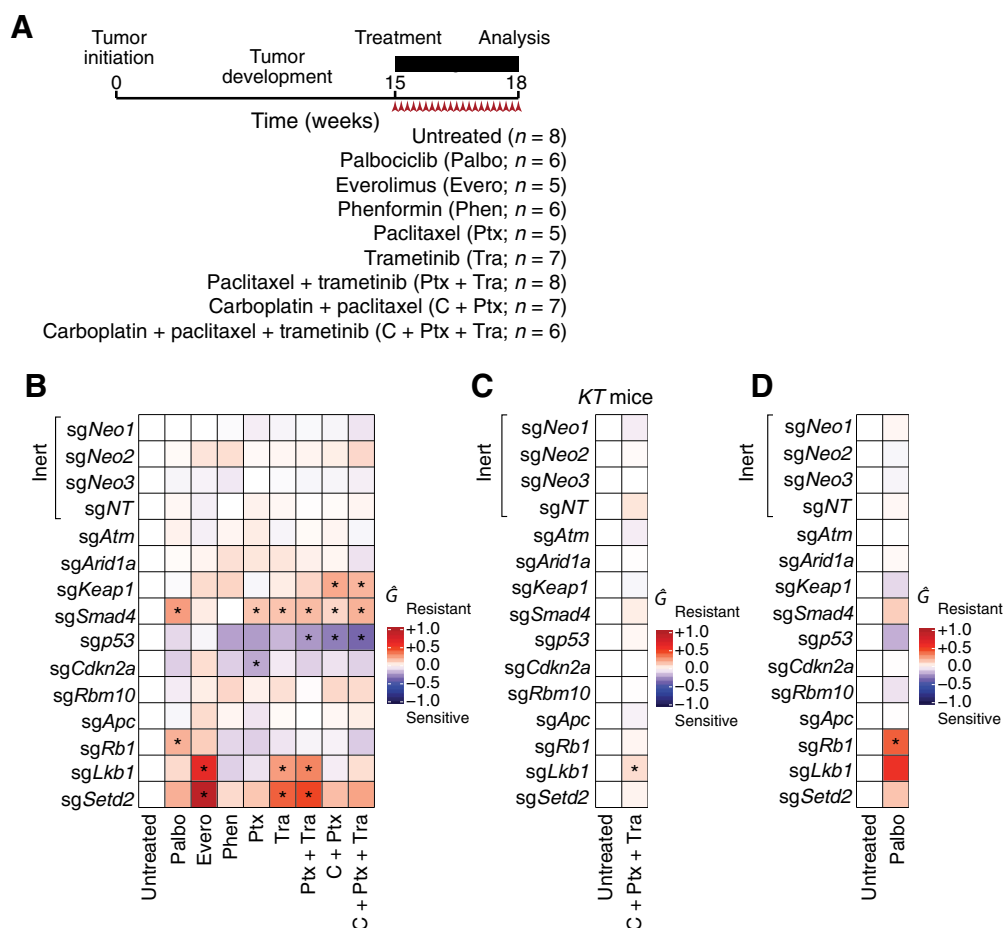 A
Tumor initiation
Tumor development
Treatment
Analysis
0
15
18
Time (weeks)
Untreated (n = 8)
Palbociclib (Palbo; n = 6)
Everolimus (Evero; n = 5)
Phenformin (Phen; n = 6)
Paclitaxel (Ptx; n = 5)
Trametinib (Tra; n = 7)
Paclitaxel + trametinib (Ptx + Tra; n = 8)
Carboplatin + paclitaxel (C + Ptx; n = 7)
Carboplatin + paclitaxel + trametinib (C + Ptx + Tra; n = 6)
B
Inert
sgNeo1
sgNeo2
sgNeo3
sgNT
sgAtm
sgArid1a
sgKeap1 * *
sgSmad4 * * * * * *
sgp53 * * *
sgCdkn2a *
sgRbm10
sgApc
sgRb1 *
sgLkb1 * * *
sgSetd2 * * *
Untreated
Palbo
Evero
Phen
Ptx
Tra
Ptx + Tra
C + Ptx
C + Ptx + Tra
Ĝ
Resistant
+1.0
+0.5
0.0
−0.5
−1.0
Sensitive
C
KT mice
Inert
sgNeo1
sgNeo2
sgNeo3
sgNT
sgAtm
sgArid1a
sgKeap1
sgSmad4
sgp53
sgCdkn2a
sgRbm10
sgApc
sgRb1
sgLkb1 *
sgSetd2
Untreated
C + Ptx + Tra
Ĝ
Resistant
+1.0
+0.5
0.0
−0.5
−1.0
Sensitive
D
Inert
sgNeo1
sgNeo2
sgNeo3
sgNT
sgAtm
sgArid1a
sgKeap1
sgSmad4
sgp53
sgCdkn2a
sgRbm10
sgApc
sgRb1 *
sgLkb1
sgSetd2
Untreated
Palbo
Ĝ
Resistant
+1.0
+0.5
0.0
−0.5
−1.0
Sensitive